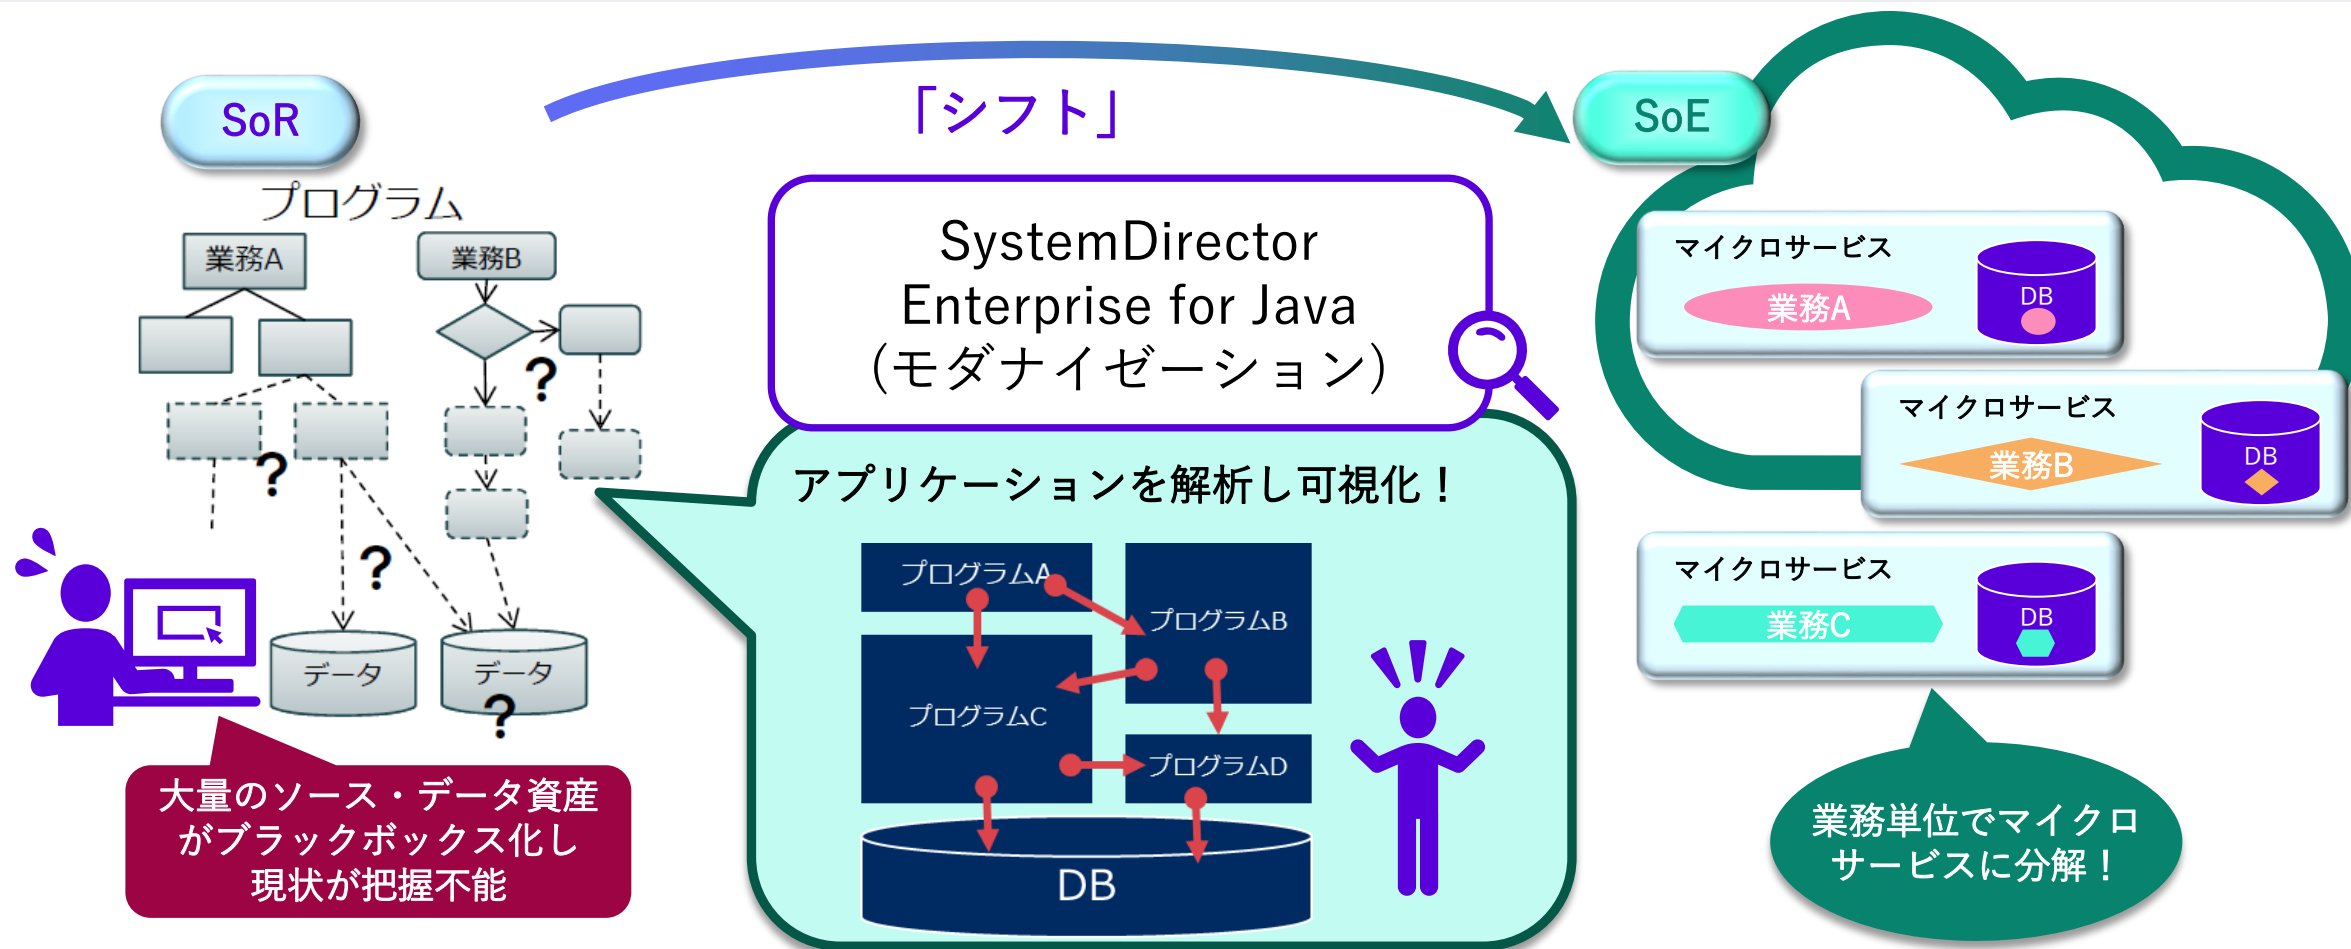 SoR
「シフト」
SoE
プログラム
業務A
業務B
?
?
?
データ
データ
?
大量のソース・データ資産
がブラックボックス化し
現状が把握不能
SystemDirector
Enterprise for Java
(モダナイゼーション)
アプリケーションを解析し可視化！
プログラムA
プログラムB
プログラムC
プログラムD
DB
マイクロサービス
業務A
DB
マイクロサービス
業務B
DB
マイクロサービス
業務C
DB
業務単位でマイクロ
サービスに分解！